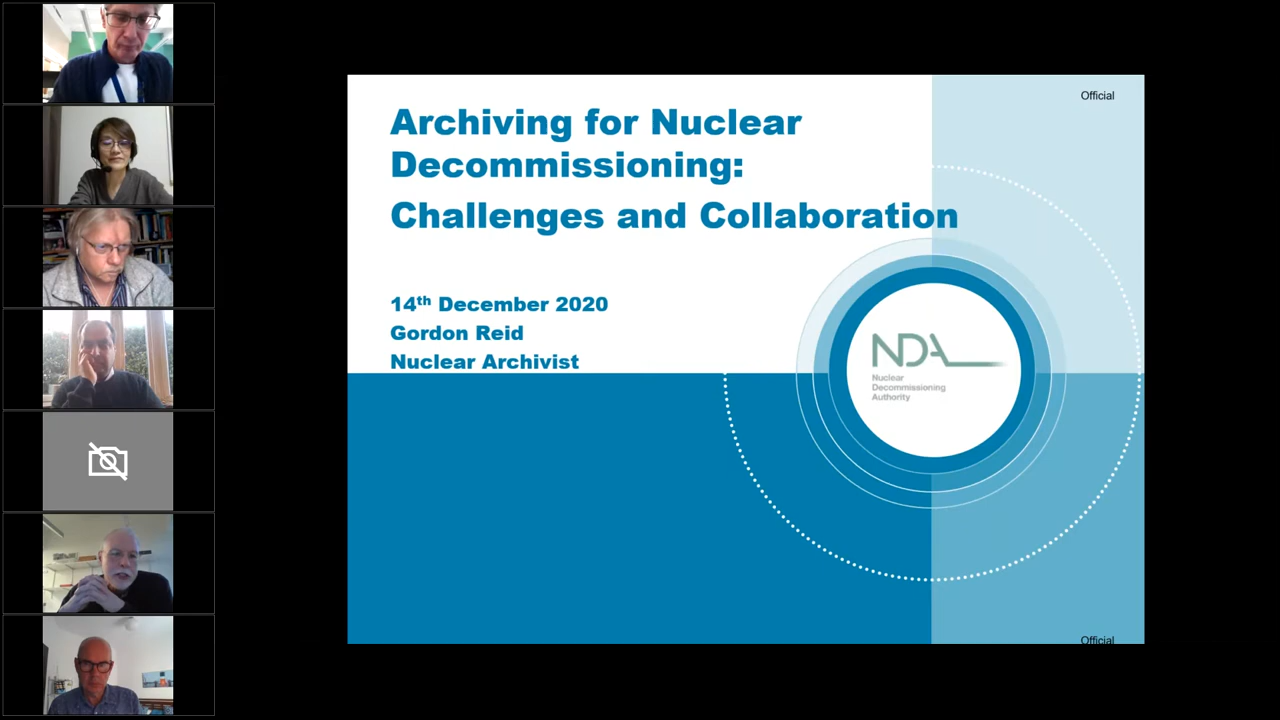 Official
Archiving for Nuclear
Decommissioning:
Challenges and Collaboration
14th December 2020
Gordon Reid
Nuclear Archivist
NDA
Nuclear
Decommissioning
Authority
Official